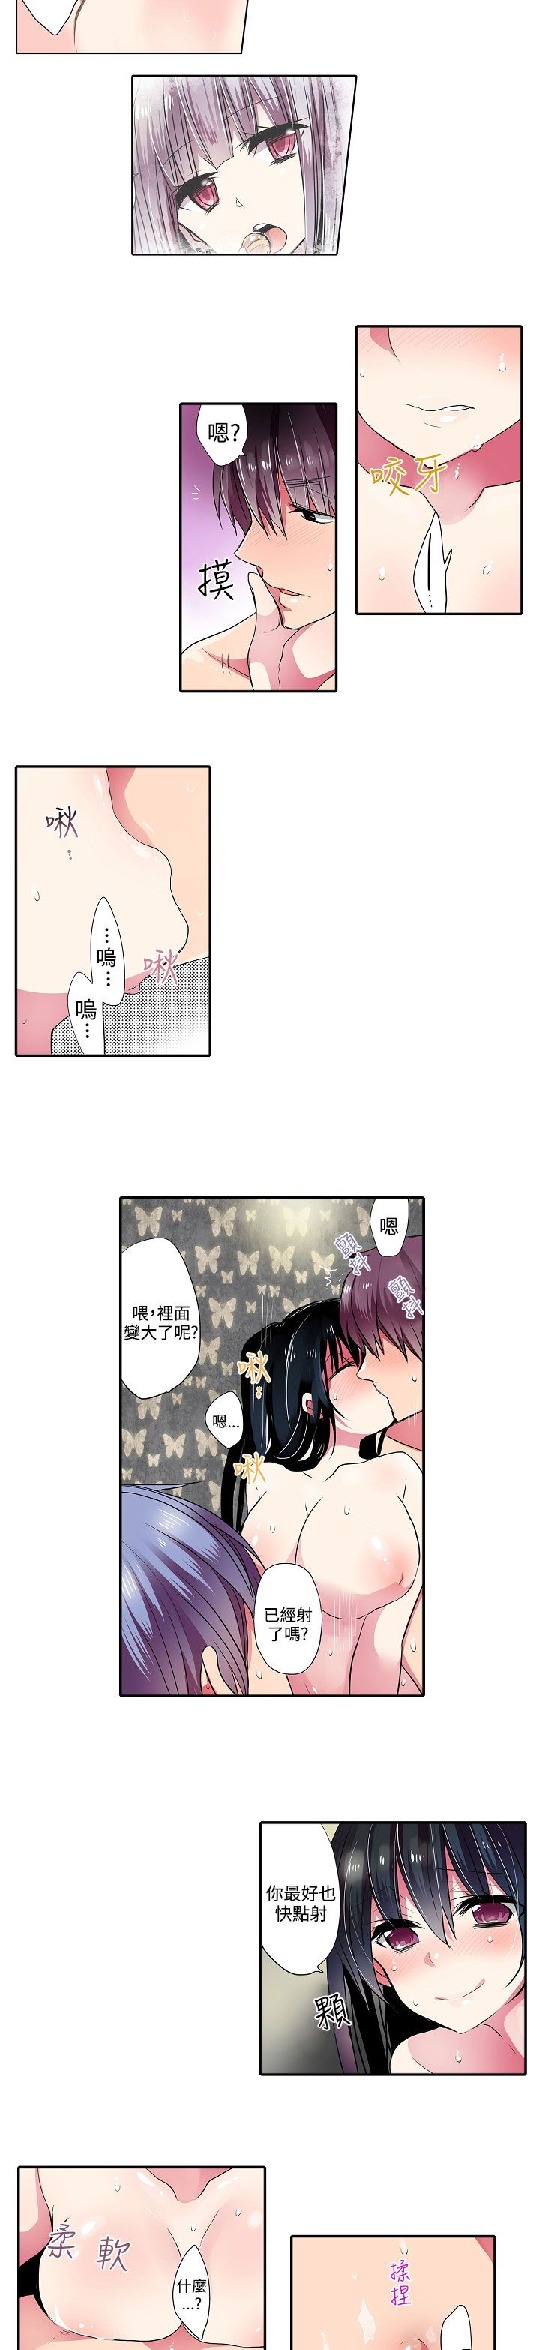 咬牙
…
嗯?
摸
啾…
…嗚…
嗚…
啾
嗯
顫抖
顫抖
喂,裡面
變大了呢?
啾…
嗯…
啾
已經射
了嗎?
你最好也
快點射
顆
柔軟
什麼
…?
揉捏